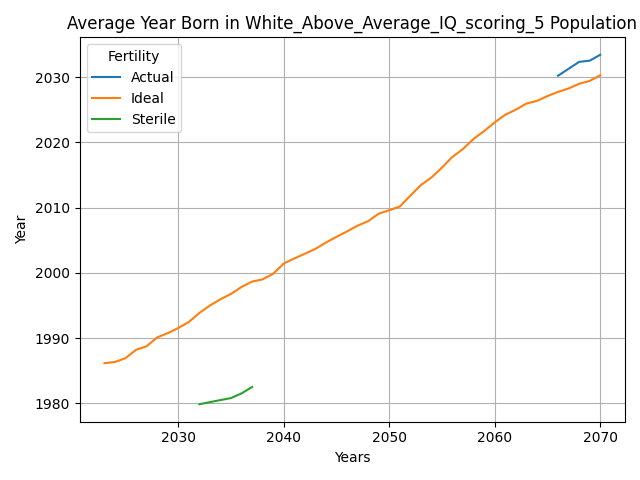 Average Year Born in White_Above_Average_IQ_scoring_5 Population
Fertility
Actual
Ideal
Sterile
Year
2030
2020
2010
2000
1990
1980
2030 2040 2050 2060 2070
Years